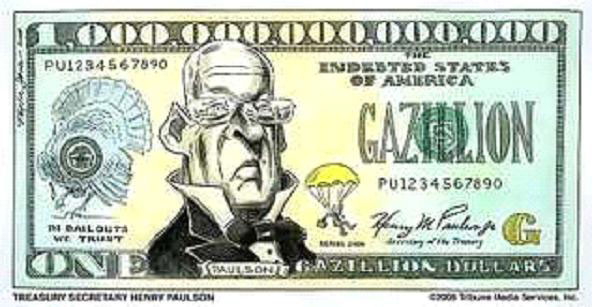 1,000,000,000,000,000
THE
PU1234567890
INDEBTED STATES
OF AMERICA
GAZILLION
PU1234567890
IN BAILOUTS
WE TRUST
SERIES
Henry M Paulson Jr
Secretary of the Treasury
G
ONE
PAULSON
GAZILLION DOLLARS
TREASURY SECRETARY HENRY PAULSON
©2008 Tribune Media Services, Inc.